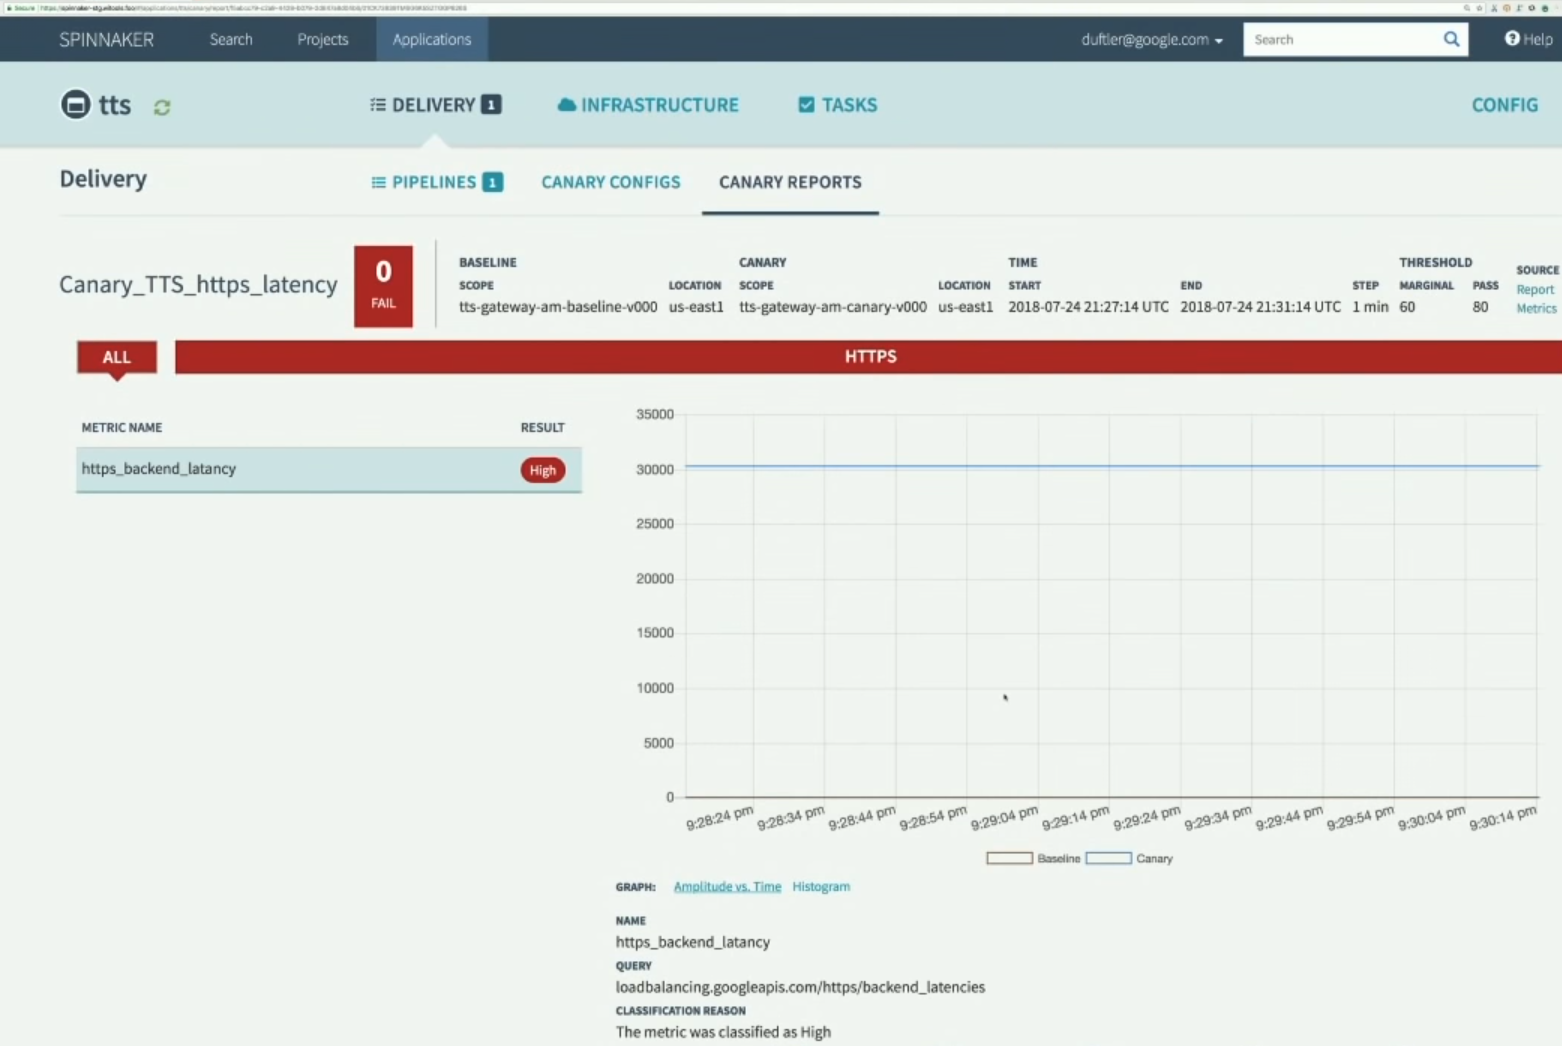 Secure
SPINNAKER Search Projects Applications duftler@google.com Search Help
tts DELIVERY 1 INFRASTRUCTURE TASKS CONFIG
Delivery PIPELINES 1 CANARY CONFIGS CANARY REPORTS
Canary_TTS_https_latency 0 FAIL
BASELINE CANARY TIME THRESHOLD SOURCE
SCOPE LOCATION SCOPE LOCATION START END STEP MARGINAL PASS Report
tts-gateway-am-baseline-v000 us-east1 tts-gateway-am-canary-v000 us-east1 2018-07-24 21:27:14 UTC 2018-07-24 21:31:14 UTC 1 min 60 80 Metrics
ALL HTTPS
METRIC NAME RESULT
https_backend_latancy High
35000
30000
25000
20000
15000
10000
5000
0
9:28:24 pm 9:28:34 pm 9:28:44 pm 9:28:54 pm 9:29:04 pm 9:29:14 pm 9:29:24 pm 9:29:34 pm 9:29:44 pm 9:29:54 pm 9:30:04 pm 9:30:14 pm
Baseline Canary
GRAPH: Amplitude vs. Time Histogram
NAME
https_backend_latancy
QUERY
loadbalancing.googleapis.com/https/backend_latencies
CLASSIFICATION REASON
The metric was classified as High